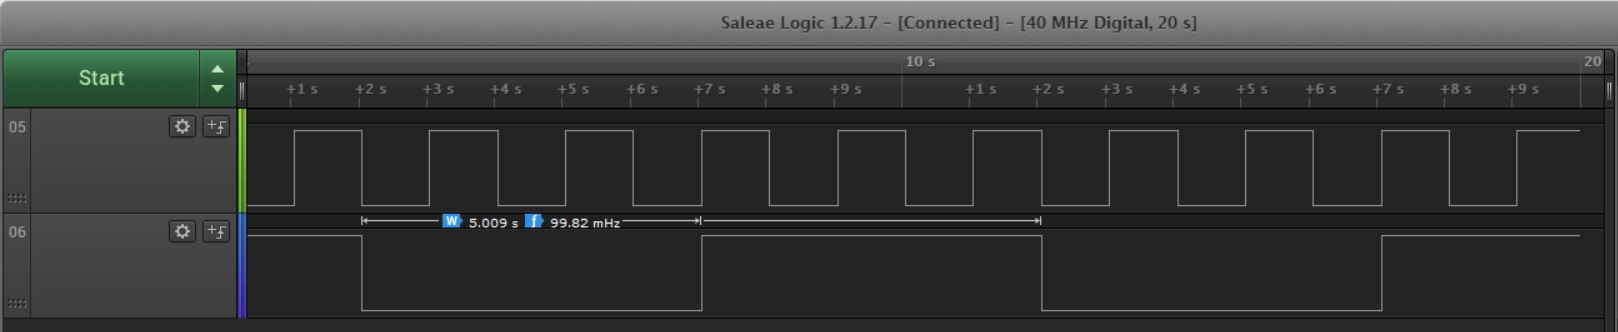 Saleae Logic 1.2.17 - [Connected] - [40 MHz Digital, 20 s]
Start
10 s 20
+1 s +2 s +3 s +4 s +5 s +6 s +7 s +8 s +9 s +1 s +2 s +3 s +4 s +5 s +6 s +7 s +8 s +9 s
05
W 5.009 s f 99.82 mHz
06